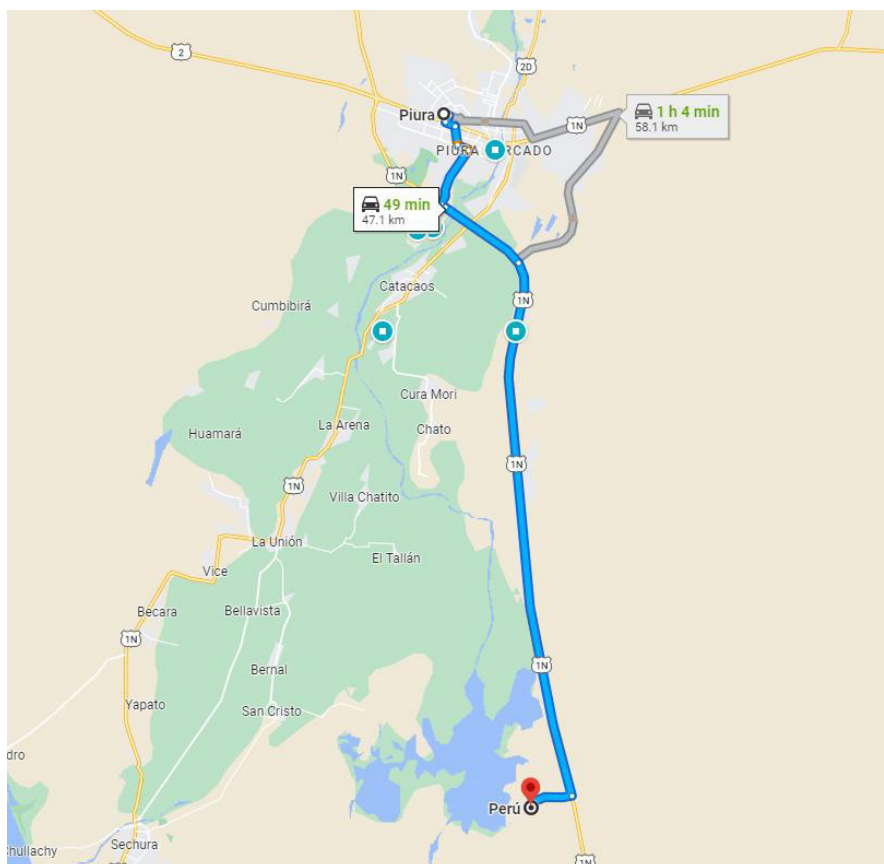 2
2D
Piura
1N
1 h 4 min
58.1 km
PIURA
RCADO
1N
49 min
47.1 km
Catacaos
Cumbibirá
1N
Cura Mori
La Arena
Chato
Huamará
1N
1N
Villa Chatito
La Unión
El Tallán
Vice
Becara
Bellavista
1N
1N
Bernal
Yapato
San Cristo
dro
Perú
Sechura
Chullachy
1N